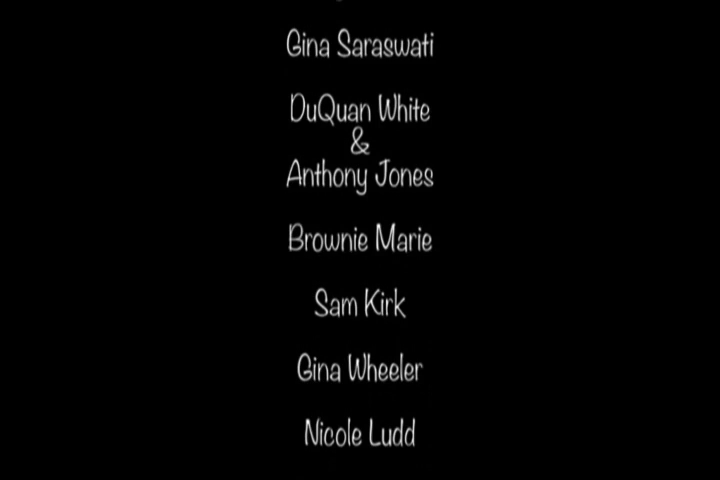 Gina Saraswati
DuQuan White
&
Anthony Jones
Brownie Marie
Sam Kirk
Gina Wheeler
Nicole Ludd